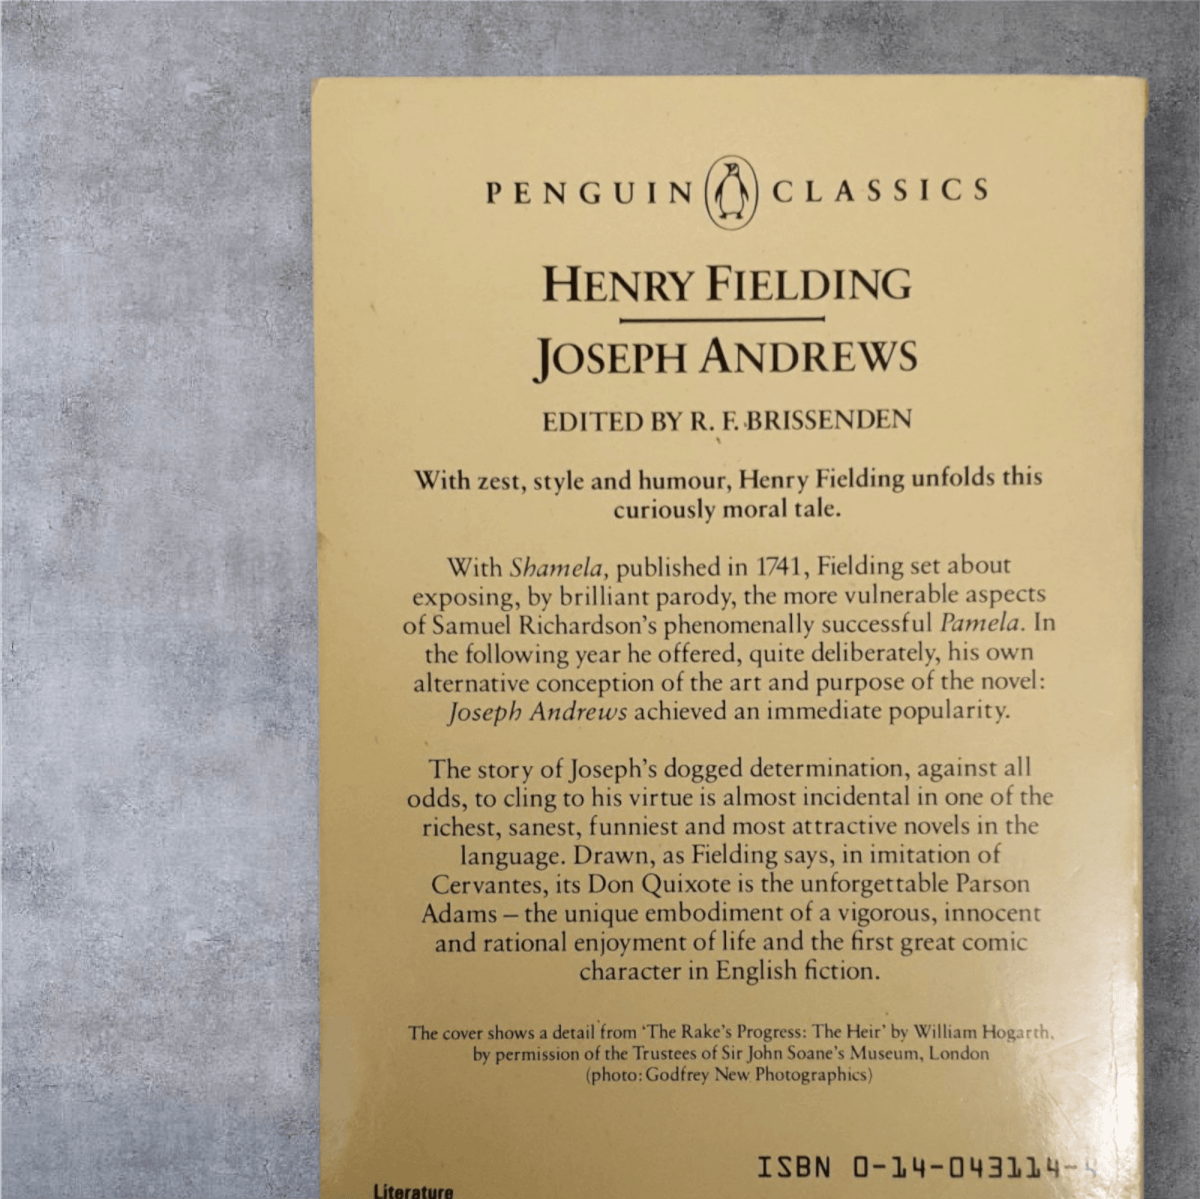 PENGUIN CLASSICS
HENRY FIELDING
JOSEPH ANDREWS
EDITED BY R. F. BRISSENDEN
With zest, style and humour, Henry Fielding unfolds this
curiously moral tale.
With Shamela, published in 1741, Fielding set about
exposing, by brilliant parody, the more vulnerable aspects
of Samuel Richardson's phenomenally successful Pamela. In
the following year he offered, quite deliberately, his own
alternative conception of the art and purpose of the novel:
Joseph Andrews achieved an immediate popularity.
The story of Joseph's dogged determination, against all
odds, to cling to his virtue is almost incidental in one of the
richest, sanest, funniest and most attractive novels in the
language. Drawn, as Fielding says, in imitation of
Cervantes, its Don Quixote is the unforgettable Parson
Adams – the unique embodiment of a vigorous, innocent
and rational enjoyment of life and the first great comic
character in English fiction.
The cover shows a detail from 'The Rake's Progress: The Heir' by William Hogarth,
by permission of the Trustees of Sir John Soane's Museum, London
(photo: Godfrey New Photographics)
ISBN 0-14-043114-4
Literature